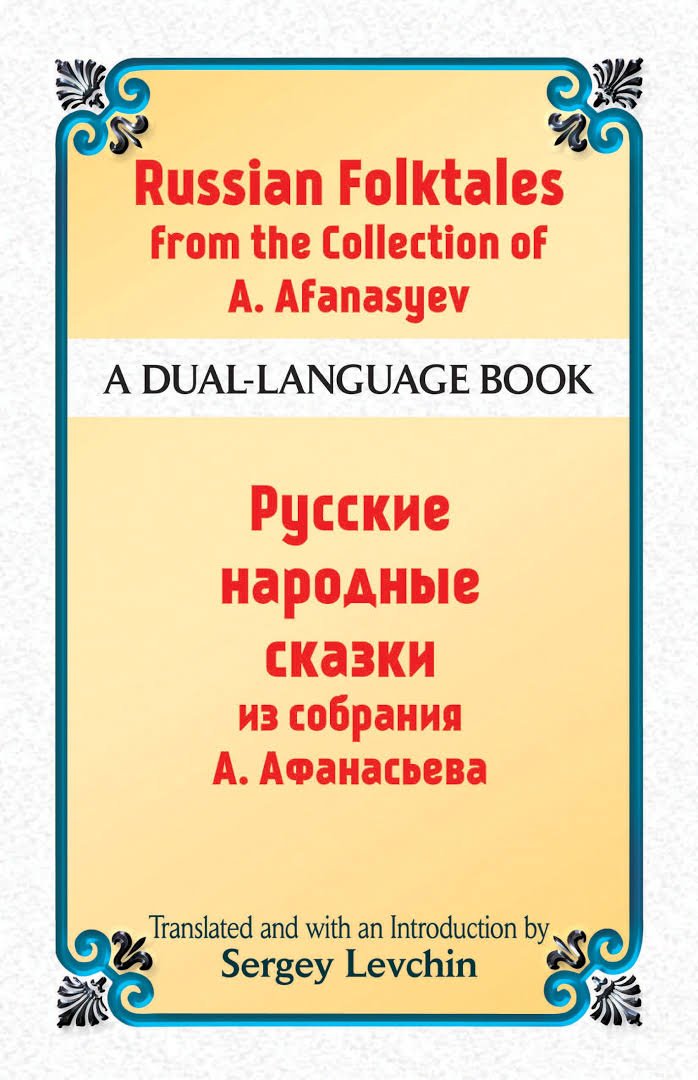 Russian Folktales
from the Collection of
A. Afanasyev
A DUAL-LANGUAGE BOOK
Русские
народные
сказки
из собрания
А. Афанасьева
Translated and with an Introduction by
Sergey Levchin